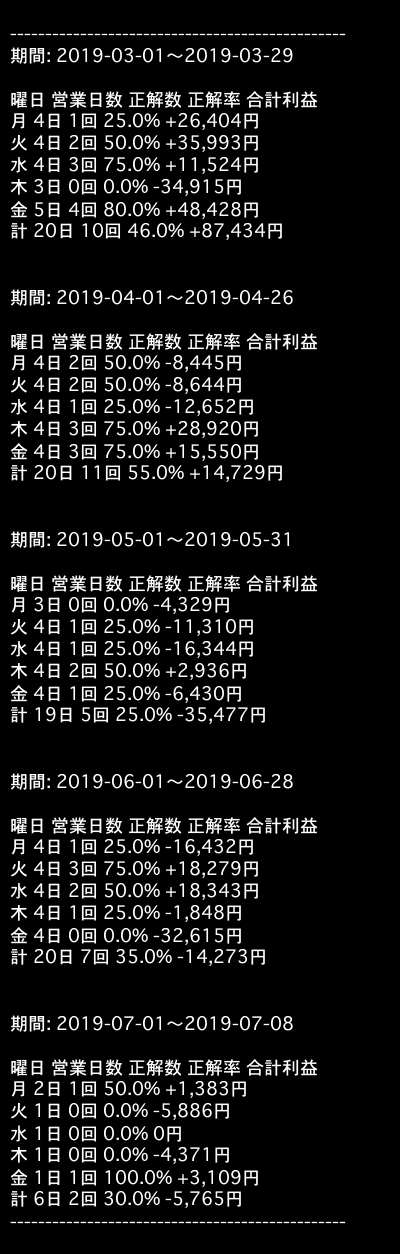 ------------------------------------------------
期間: 2019-03-01〜2019-03-29
曜日 営業日数 正解数 正解率 合計利益
月 4日 1回 25.0% +26,404円
火 4日 2回 50.0% +35,993円
水 4日 3回 75.0% +11,524円
木 3日 0回 0.0% -34,915円
金 5日 4回 80.0% +48,428円
計 20日 10回 46.0% +87,434円
期間: 2019-04-01〜2019-04-26
曜日 営業日数 正解数 正解率 合計利益
月 4日 2回 50.0% -8,445円
火 4日 2回 50.0% -8,644円
水 4日 1回 25.0% -12,652円
木 4日 3回 75.0% +28,920円
金 4日 3回 75.0% +15,550円
計 20日 11回 55.0% +14,729円
期間: 2019-05-01〜2019-05-31
曜日 営業日数 正解数 正解率 合計利益
月 3日 0回 0.0% -4,329円
火 4日 1回 25.0% -11,310円
水 4日 1回 25.0% -16,344円
木 4日 2回 50.0% +2,936円
金 4日 1回 25.0% -6,430円
計 19日 5回 25.0% -35,477円
期間: 2019-06-01〜2019-06-28
曜日 営業日数 正解数 正解率 合計利益
月 4日 1回 25.0% -16,432円
火 4日 3回 75.0% +18,279円
水 4日 2回 50.0% +18,343円
木 4日 1回 25.0% -1,848円
金 4日 0回 0.0% -32,615円
計 20日 7回 35.0% -14,273円
期間: 2019-07-01〜2019-07-08
曜日 営業日数 正解数 正解率 合計利益
月 2日 1回 50.0% +1,383円
火 1日 0回 0.0% -5,886円
水 1日 0回 0.0% 0円
木 1日 0回 0.0% -4,371円
金 1日 1回 100.0% +3,109円
計 6日 2回 30.0% -5,765円
------------------------------------------------